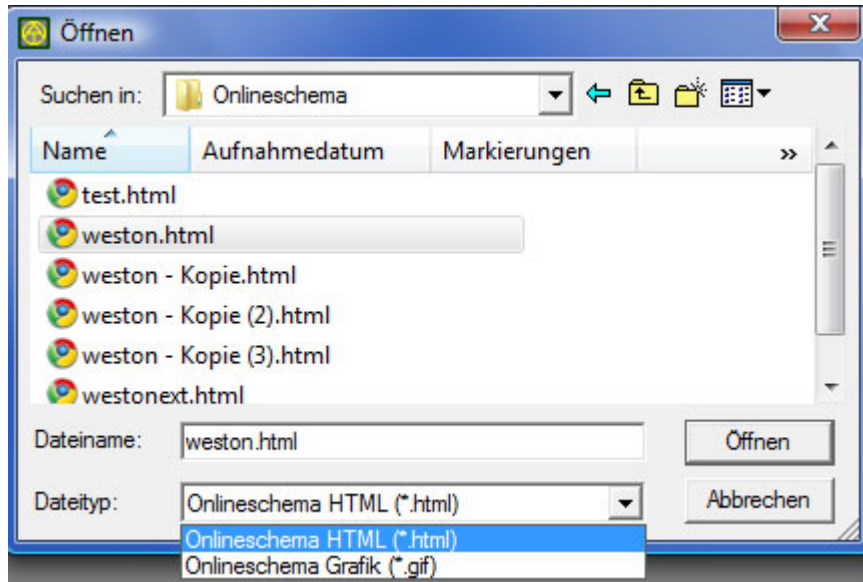 Öffnen
Suchen in: Onlineschema
Name Aufnahmedatum Markierungen »
test.html
weston.html
weston - Kopie.html
weston - Kopie (2).html
weston - Kopie (3).html
westonext.html
Dateiname: weston.html Öffnen
Dateityp: Onlineschema HTML (*.html) Abbrechen
Onlineschema HTML (*.html)
Onlineschema Grafik (*.gif)